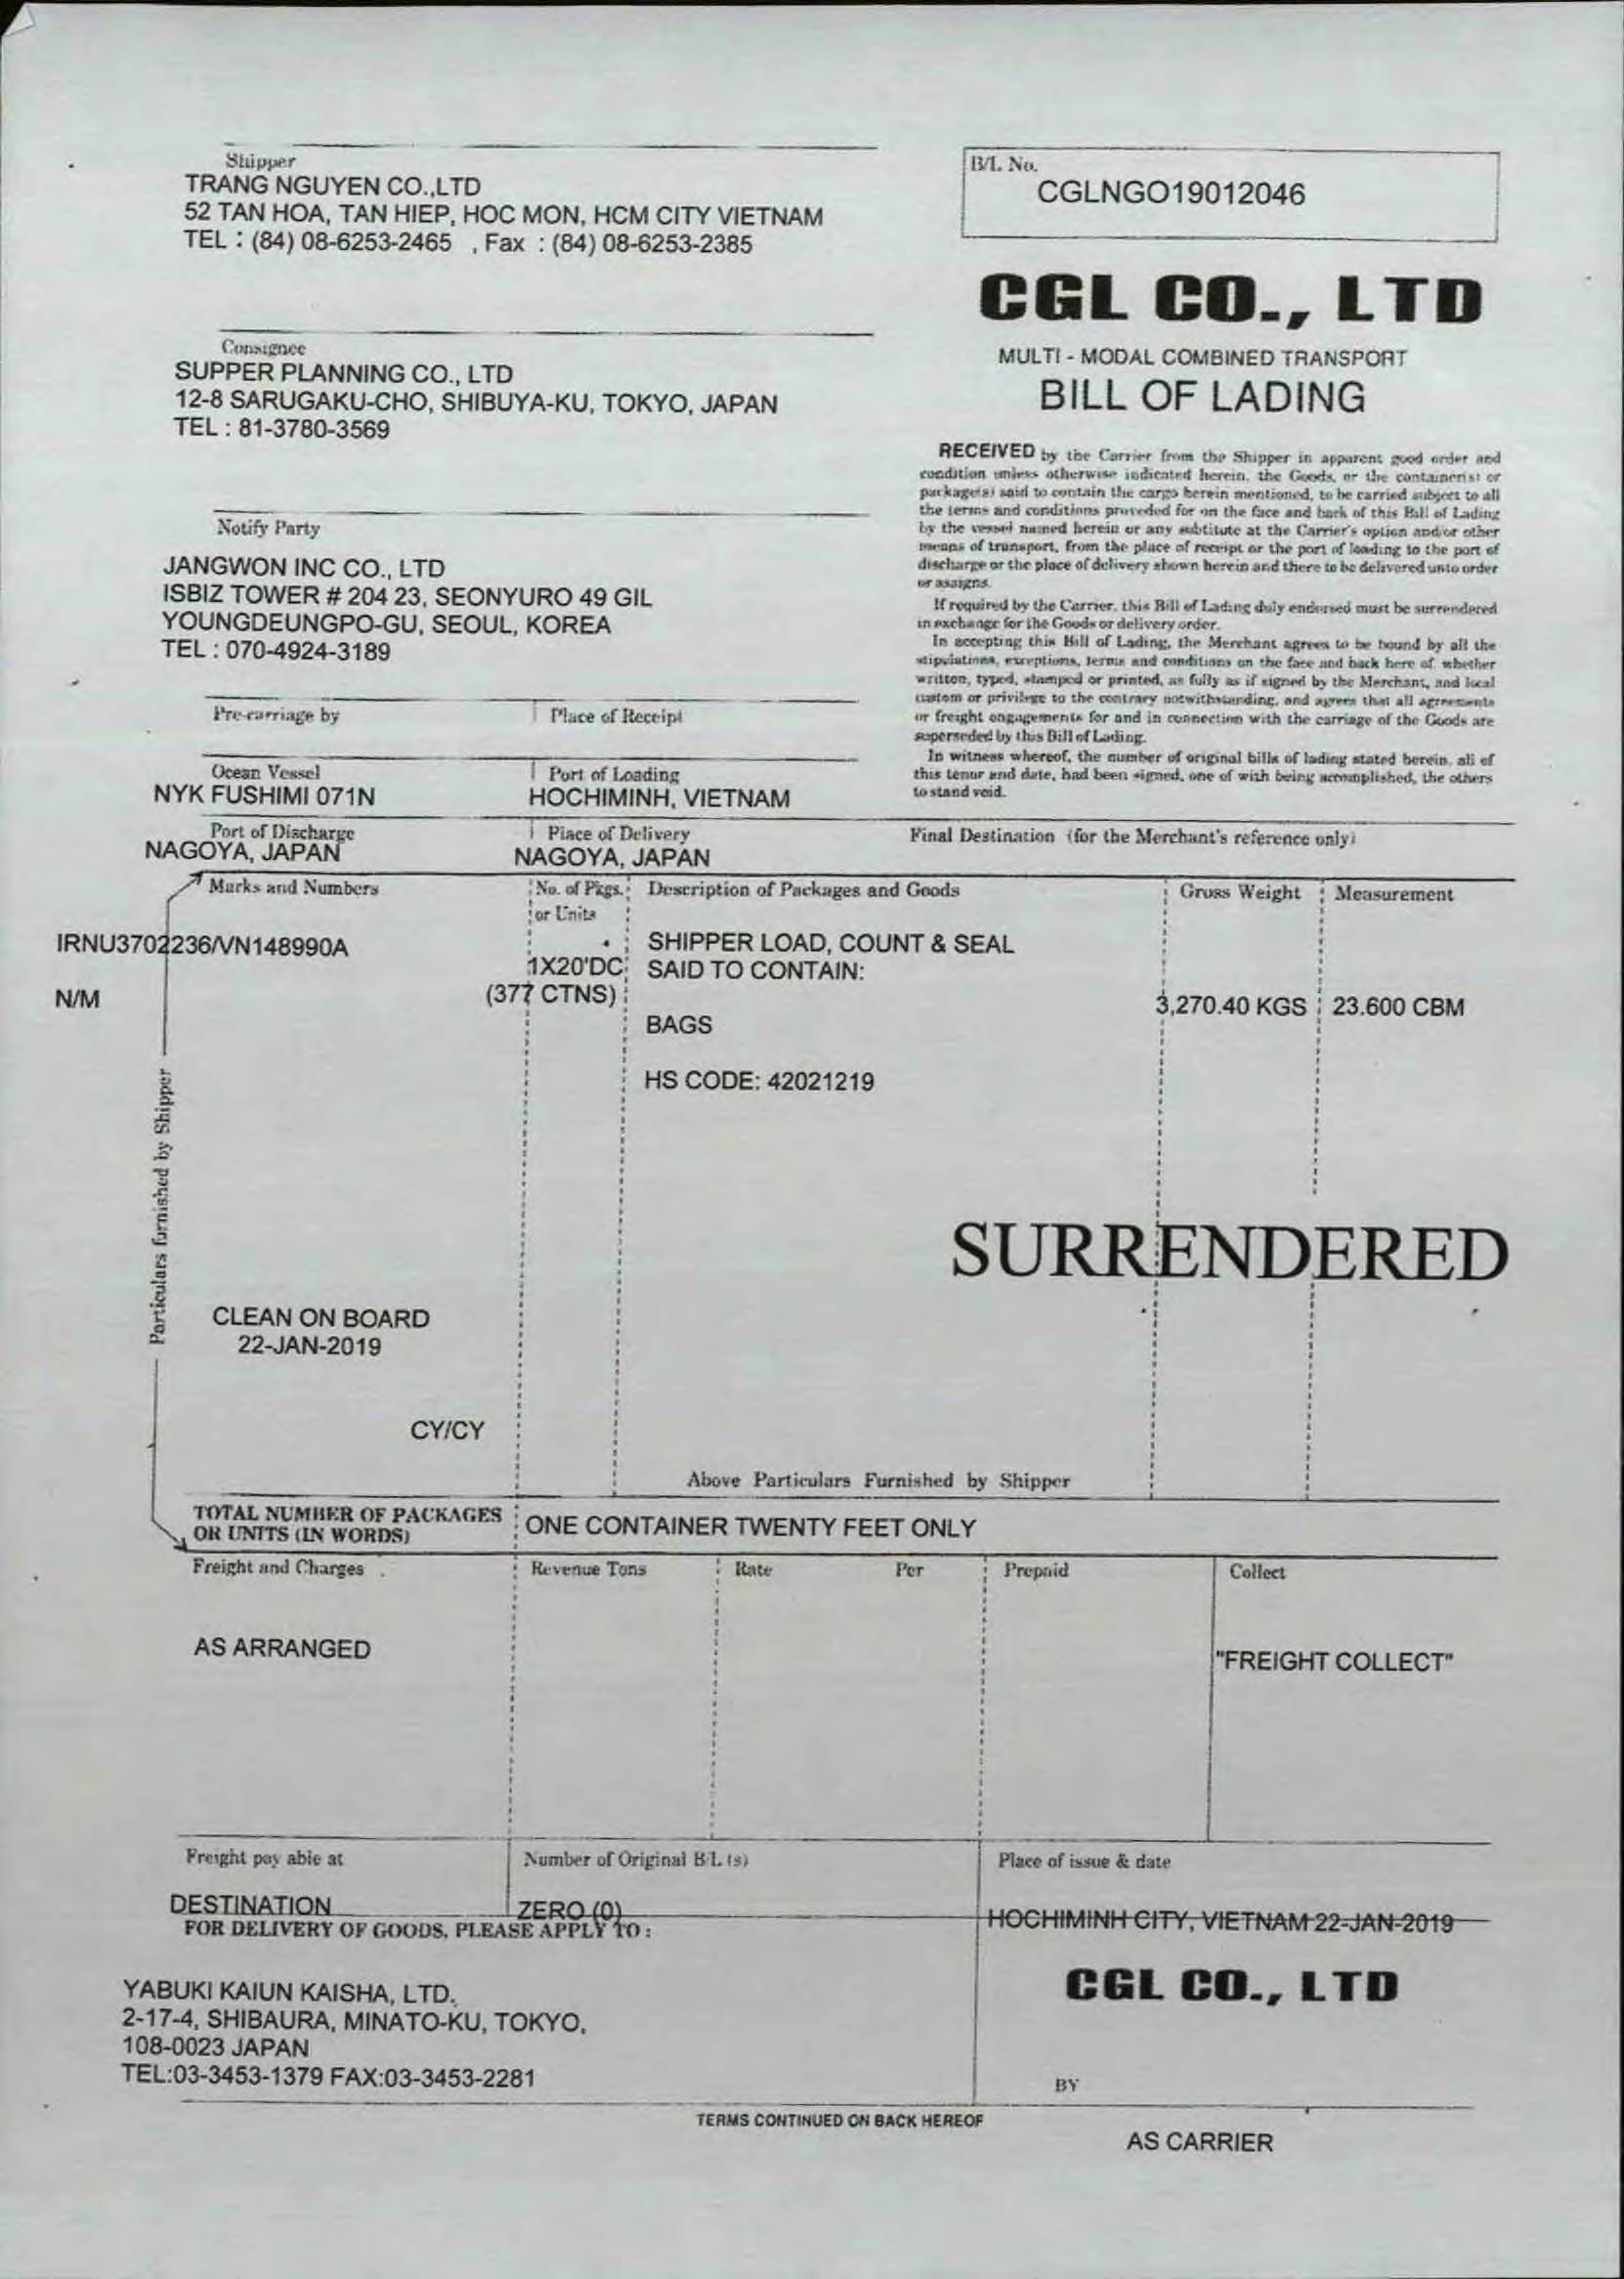 Shipper
TRANG NGUYEN CO.,LTD
52 TAN HOA, TAN HIEP, HOC MON, HCM CITY VIETNAM
TEL : (84) 08-6253-2465 , Fax : (84) 08-6253-2385
B/L No.
CGLNGO19012046
CGL CO., LTD
MULTI - MODAL COMBINED TRANSPORT
BILL OF LADING
Consignee
SUPPER PLANNING CO., LTD
12-8 SARUGAKU-CHO, SHIBUYA-KU, TOKYO, JAPAN
TEL : 81-3780-3569
RECEIVED by the Carrier from the Shipper in apparent good order and
condition unless otherwise indicated herein, the Goods, or the container(s) or
package(s) said to contain the cargo herein mentioned, to be carried subject to all
the terms and conditions proveded for on the face and back of this Bill of Lading
by the vessel named herein or any subtitute at the Carrier's option and/or other
means of transport, from the place of receipt or the port of loading to the port of
discharge or the place of delivery shown herein and there to be delivered unto order
or assigns.
If required by the Carrier, this Bill of Lading duly endorsed must be surrendered
in exchange for the Goods or delivery order.
In accepting this Bill of Lading, the Merchant agrees to be bound by all the
stipulations, exceptions, terms and conditions on the face and back here of whether
written, typed, stamped or printed, as fully as if signed by the Merchant, and local
custom or privilege to the contrary notwithstanding, and agrees that all agreements
or freight engagements for and in connection with the carriage of the Goods are
superseded by this Bill of Lading.
In witness whereof, the number of original bills of lading stated herein, all of
this tenur and date, had been signed, one of with being accomplished, the others
to stand void.
Notify Party
JANGWON INC CO., LTD
ISBIZ TOWER # 204 23, SEONYURO 49 GIL
YOUNGDEUNGPO-GU, SEOUL, KOREA
TEL : 070-4924-3189
Pre-carriage by
Place of Receipt
Ocean Vessel
NYK FUSHIMI 071N
Port of Loading
HOCHIMINH, VIETNAM
Port of Discharge
NAGOYA, JAPAN
Place of Delivery
NAGOYA, JAPAN
Final Destination (for the Merchant's reference only)
Marks and Numbers
No. of Pkgs.
or Units
Description of Packages and Goods
Gross Weight
Measurement
IRNU3702236/VN148990A
N/M
1X20'DC
(377 CTNS)
SHIPPER LOAD, COUNT & SEAL
SAID TO CONTAIN:
BAGS
HS CODE: 42021219
3,270.40 KGS
23.600 CBM
Particulars furnished by Shipper
SURRENDERED
CLEAN ON BOARD
22-JAN-2019
CY/CY
Above Particulars Furnished by Shipper
TOTAL NUMBER OF PACKAGES
OR UNITS (IN WORDS)
ONE CONTAINER TWENTY FEET ONLY
Freight and Charges
Revenue Tons
Rate
Per
Prepaid
Collect
AS ARRANGED
"FREIGHT COLLECT"
Freight pay able at
DESTINATION
Number of Original B/L (s)
ZERO (0)
Place of issue & date
HOCHIMINH CITY, VIETNAM 22-JAN-2019
FOR DELIVERY OF GOODS, PLEASE APPLY TO :
YABUKI KAIUN KAISHA, LTD.
2-17-4, SHIBAURA, MINATO-KU, TOKYO,
108-0023 JAPAN
TEL:03-3453-1379 FAX:03-3453-2281
CGL CO., LTD
BY
TERMS CONTINUED ON BACK HEREOF
AS CARRIER